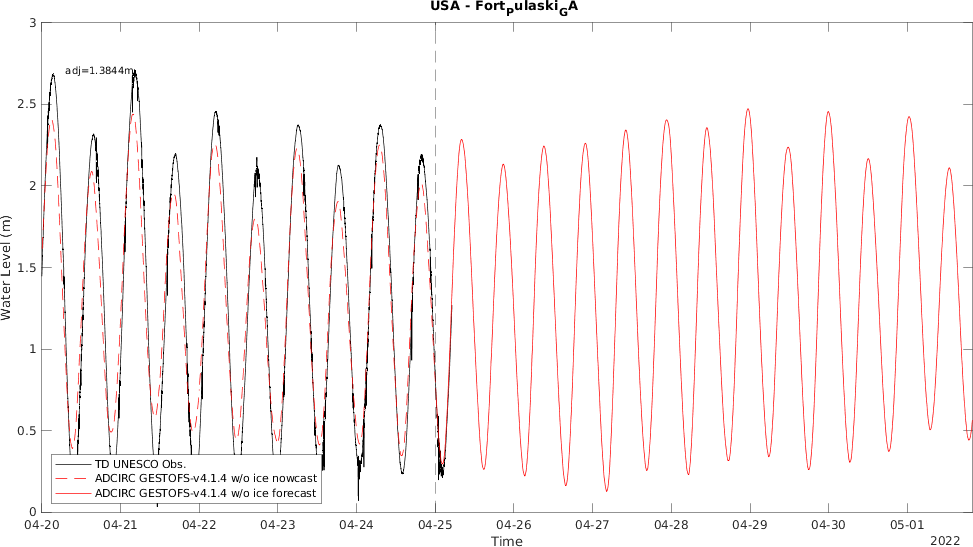 USA - FortPulaskiGA
adj=1.3844m
3
2.5
2
1.5
1
0.5
0
Water Level (m)
TD UNESCO Obs.
ADCIRC GESTOFS-v4.1.4 w/o ice nowcast
ADCIRC GESTOFS-v4.1.4 w/o ice forecast
04-20 04-21 04-22 04-23 04-24 04-25 04-26 04-27 04-28 04-29 04-30 05-01
Time
2022